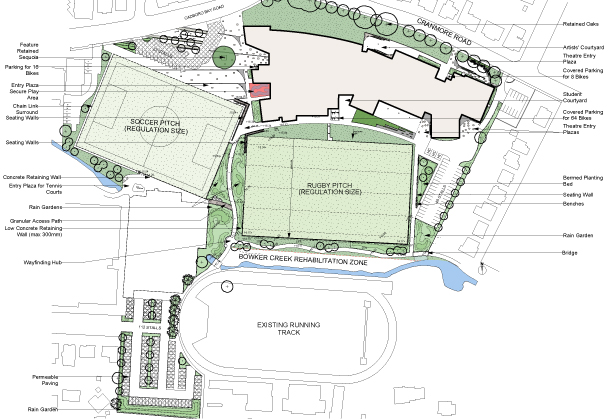 CADBORO BAY ROAD
CRANMORE ROAD
Feature
Retained
Sequoia
Parking for 16
Bikes
Entry Plaza
Secure Play
Area
Chain Link
Surround
Seating Walls
Seating Walls
Concrete Retaining Wall
Entry Plaza for Tennis
Courts
Rain Gardens
Granular Access Path
Low Concrete Retaining
Wall (max 300mm)
Wayfinding Hub
Permeable
Paving
Rain Garden
SOCCER PITCH
(REGULATION SIZE)
RUGBY PITCH
(REGULATION SIZE)
BOWKER CREEK REHABILITATION ZONE
EXISTING RUNNING
TRACK
112 STALLS
Retained Oaks
Artists' Courtyard
Theatre Entry
Plaza
Covered Parking
for 8 Bikes
Student
Courtyard
Covered Parking
for 64 Bikes
Theatre Entry
Plazas
Bermed Planting
Bed
Seating Wall
Benches
Rain Garden
Bridge